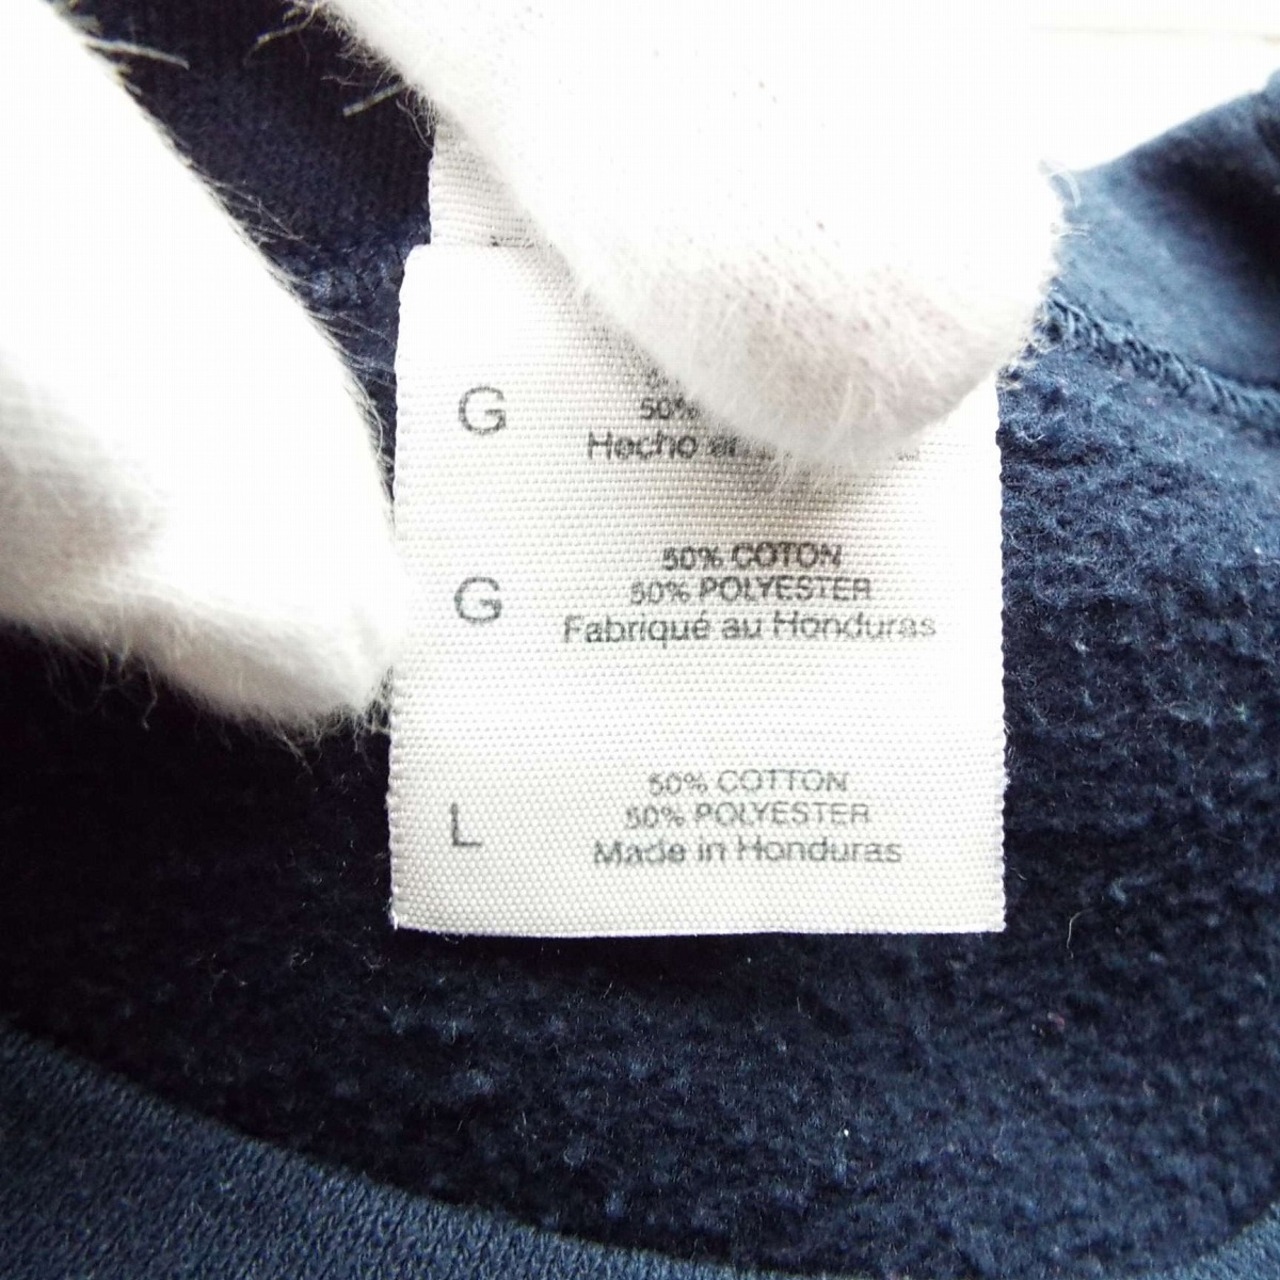 G
50%
Hecho
50% COTON
G
50% POLYESTER
Fabriqué au Honduras
50% COTTON
L
50% POLYESTER
Made in Honduras